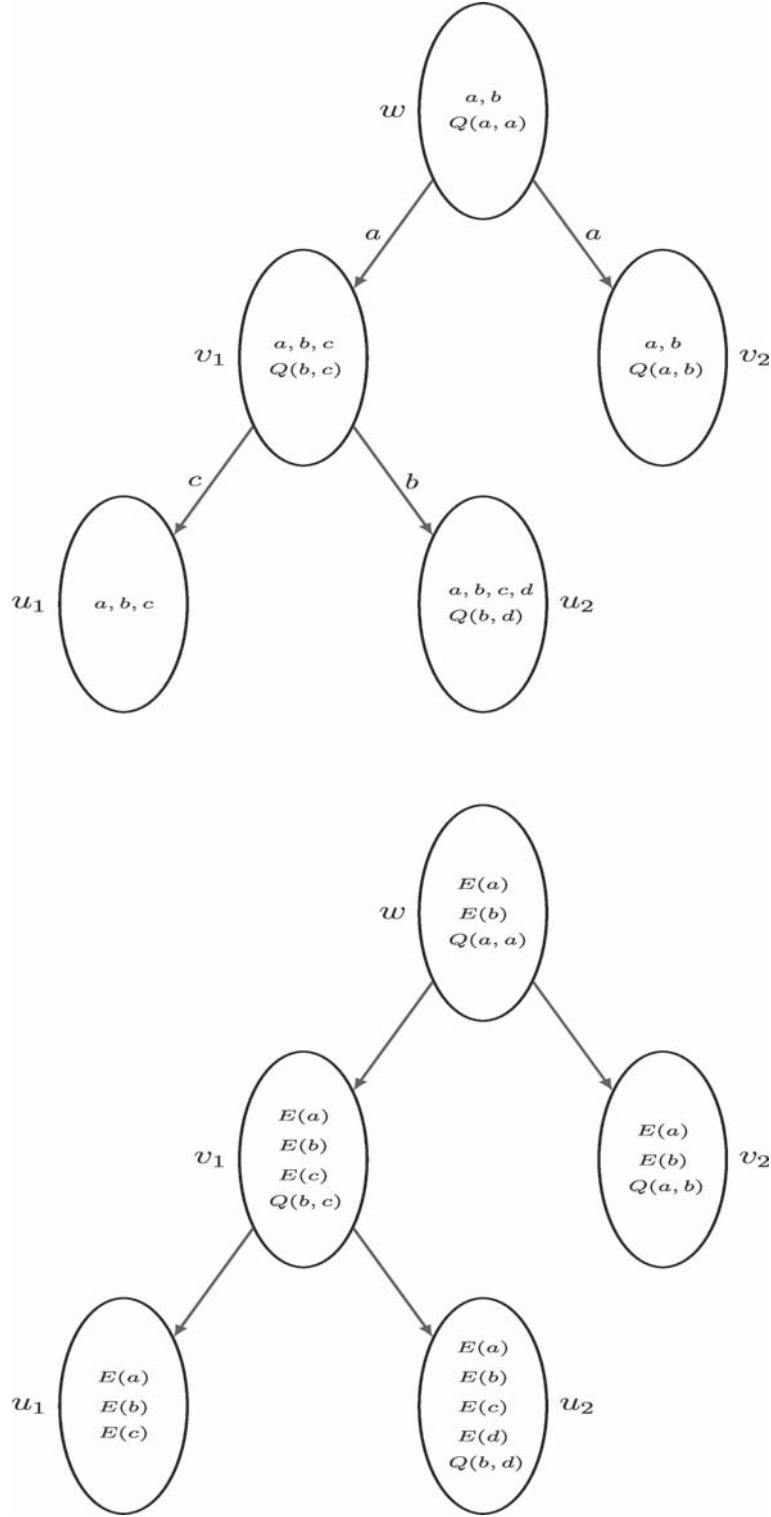 w
a, b
Q(a, a)
a
a
v₁
a, b, c
Q(b, c)
a, b
Q(a, b)
v₂
c
b
u₁
a, b, c
a, b, c, d
Q(b, d)
u₂
w
E(a)
E(b)
Q(a, a)
v₁
E(a)
E(b)
E(c)
Q(b, c)
E(a)
E(b)
Q(a, b)
v₂
u₁
E(a)
E(b)
E(c)
E(a)
E(b)
E(c)
E(d)
Q(b, d)
u₂